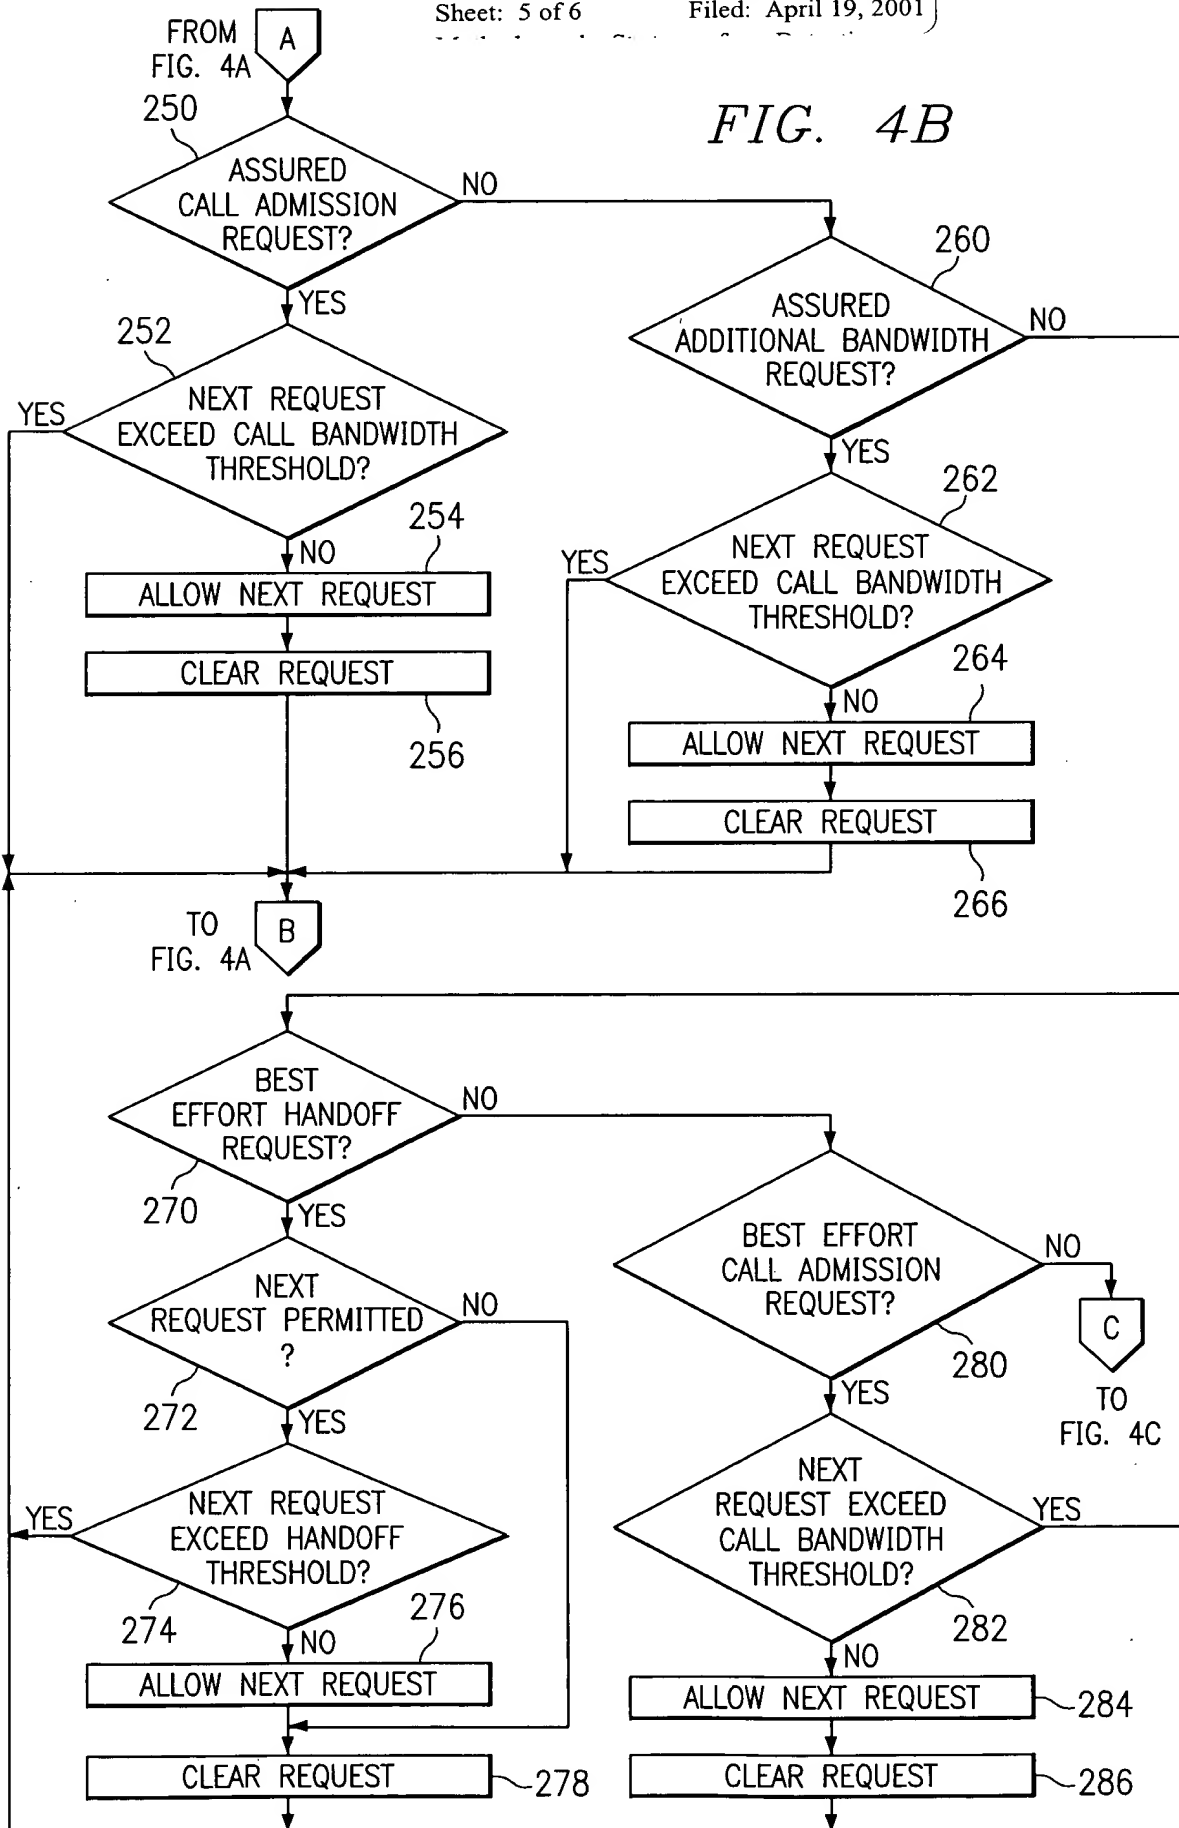 Sheet: 5 of 6 Filed: April 19, 2001
FROM
FIG. 4A
A
FIG. 4B
250
ASSURED
CALL ADMISSION
REQUEST?
NO
YES
260
ASSURED
ADDITIONAL BANDWIDTH
REQUEST?
NO
YES
252
NEXT REQUEST
EXCEED CALL BANDWIDTH
THRESHOLD?
YES
NO
254
ALLOW NEXT REQUEST
CLEAR REQUEST
256
262
NEXT REQUEST
EXCEED CALL BANDWIDTH
THRESHOLD?
YES
NO
264
ALLOW NEXT REQUEST
CLEAR REQUEST
266
TO
FIG. 4A
B
BEST
EFFORT HANDOFF
REQUEST?
NO
270
YES
NEXT
REQUEST PERMITTED
?
NO
272
YES
NEXT REQUEST
EXCEED HANDOFF
THRESHOLD?
YES
274
NO
276
ALLOW NEXT REQUEST
CLEAR REQUEST
278
BEST EFFORT
CALL ADMISSION
REQUEST?
NO
280
C
TO
FIG. 4C
YES
NEXT
REQUEST EXCEED
CALL BANDWIDTH
THRESHOLD?
YES
282
NO
ALLOW NEXT REQUEST
284
CLEAR REQUEST
286